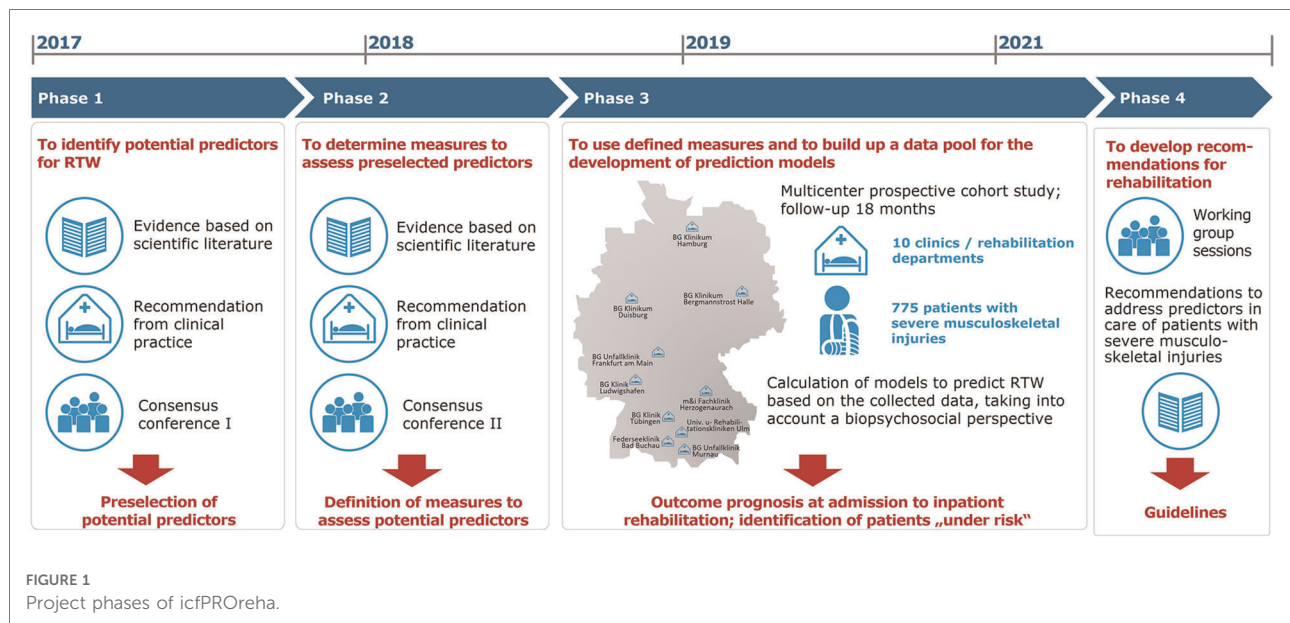 2017
2018
2019
2021
Phase 1
Phase 2
Phase 3
Phase 4
To identify potential predictors
for RTW
Evidence based on
scientific literature
Recommendation
from clinical
practice
Consensus
conference I
Preselection of
potential predictors
To determine measures to
assess preselected predictors
Evidence based on
scientific literature
Recommendation
from clinical
practice
Consensus
conference II
Definition of measures to
assess potential predictors
To use defined measures and to build up a data pool for the
development of prediction models
BG Klinikum
Hamburg
BG Klinikum
Duisburg
BG Klinikum
Bergmannstrost Halle
BG Unfallklinik
Frankfurt am Main
BG Klinik
Ludwigshafen
m&i Fachklinik
Herzogenaurach
BG Klinik
Tübingen
Univ. u- Rehabili-
tationskliniken Ulm
Federseeklinik
Bad Buchau
BG Unfallklinik
Murnau
Multicenter prospective cohort study;
follow-up 18 months
10 clinics / rehabilitation
departments
775 patients with
severe musculoskeletal
injuries
Calculation of models to predict RTW
based on the collected data, taking into
account a biopsychosocial perspective
Outcome prognosis at admission to inpationt
rehabilitation; identification of patients „under risk“
To develop recom-
mendations for
rehabilitation
Working
group
sessions
Recommendations to
address predictors in
care of patients with
severe musculo-
skeletal injuries
Guidelines
FIGURE 1
Project phases of icfPROreha.